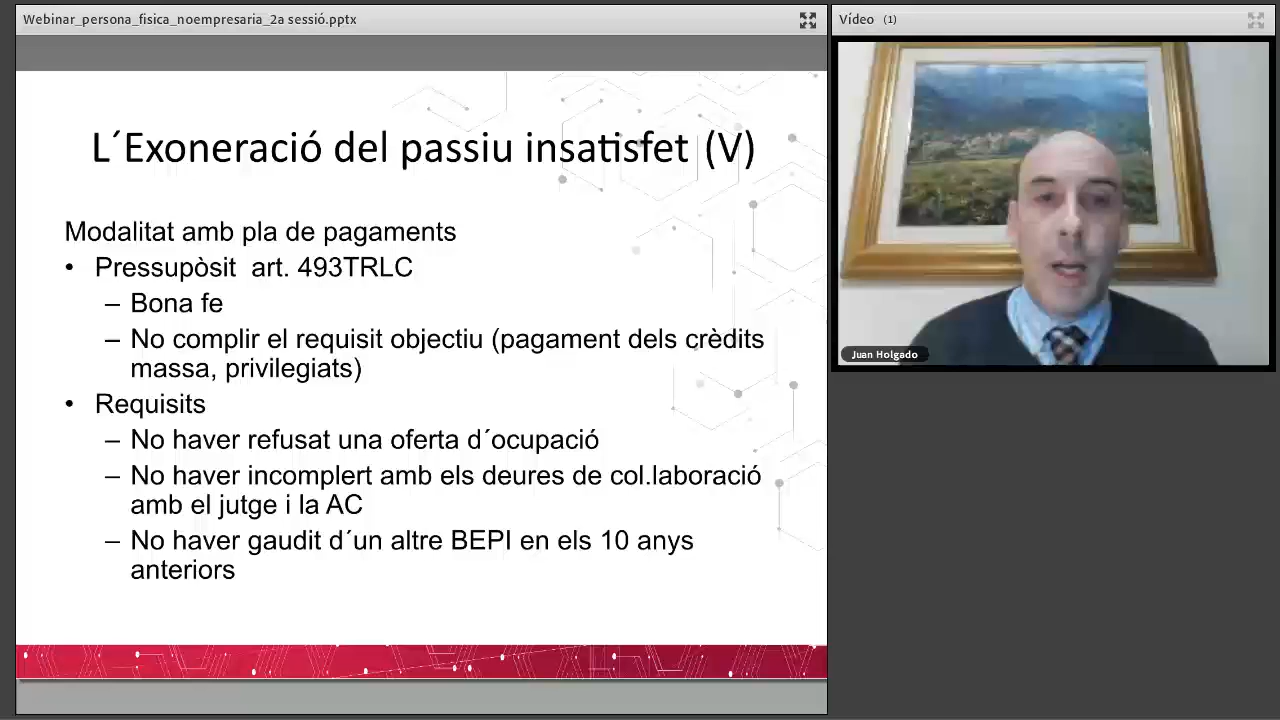 Webinar_persona_fisica_noempresaria_2a sessió.pptx
Vídeo (1)
L´Exoneració del passiu insatisfet (V)
Modalitat amb pla de pagaments
• Pressupòsit art. 493TRLC
– Bona fe
– No complir el requisit objectiu (pagament dels crèdits
massa, privilegiats)
• Requisits
– No haver refusat una oferta d´ocupació
– No haver incomplert amb els deures de col.laboració
amb el jutge i la AC
– No haver gaudit d´un altre BEPI en els 10 anys
anteriors
Juan Holgado